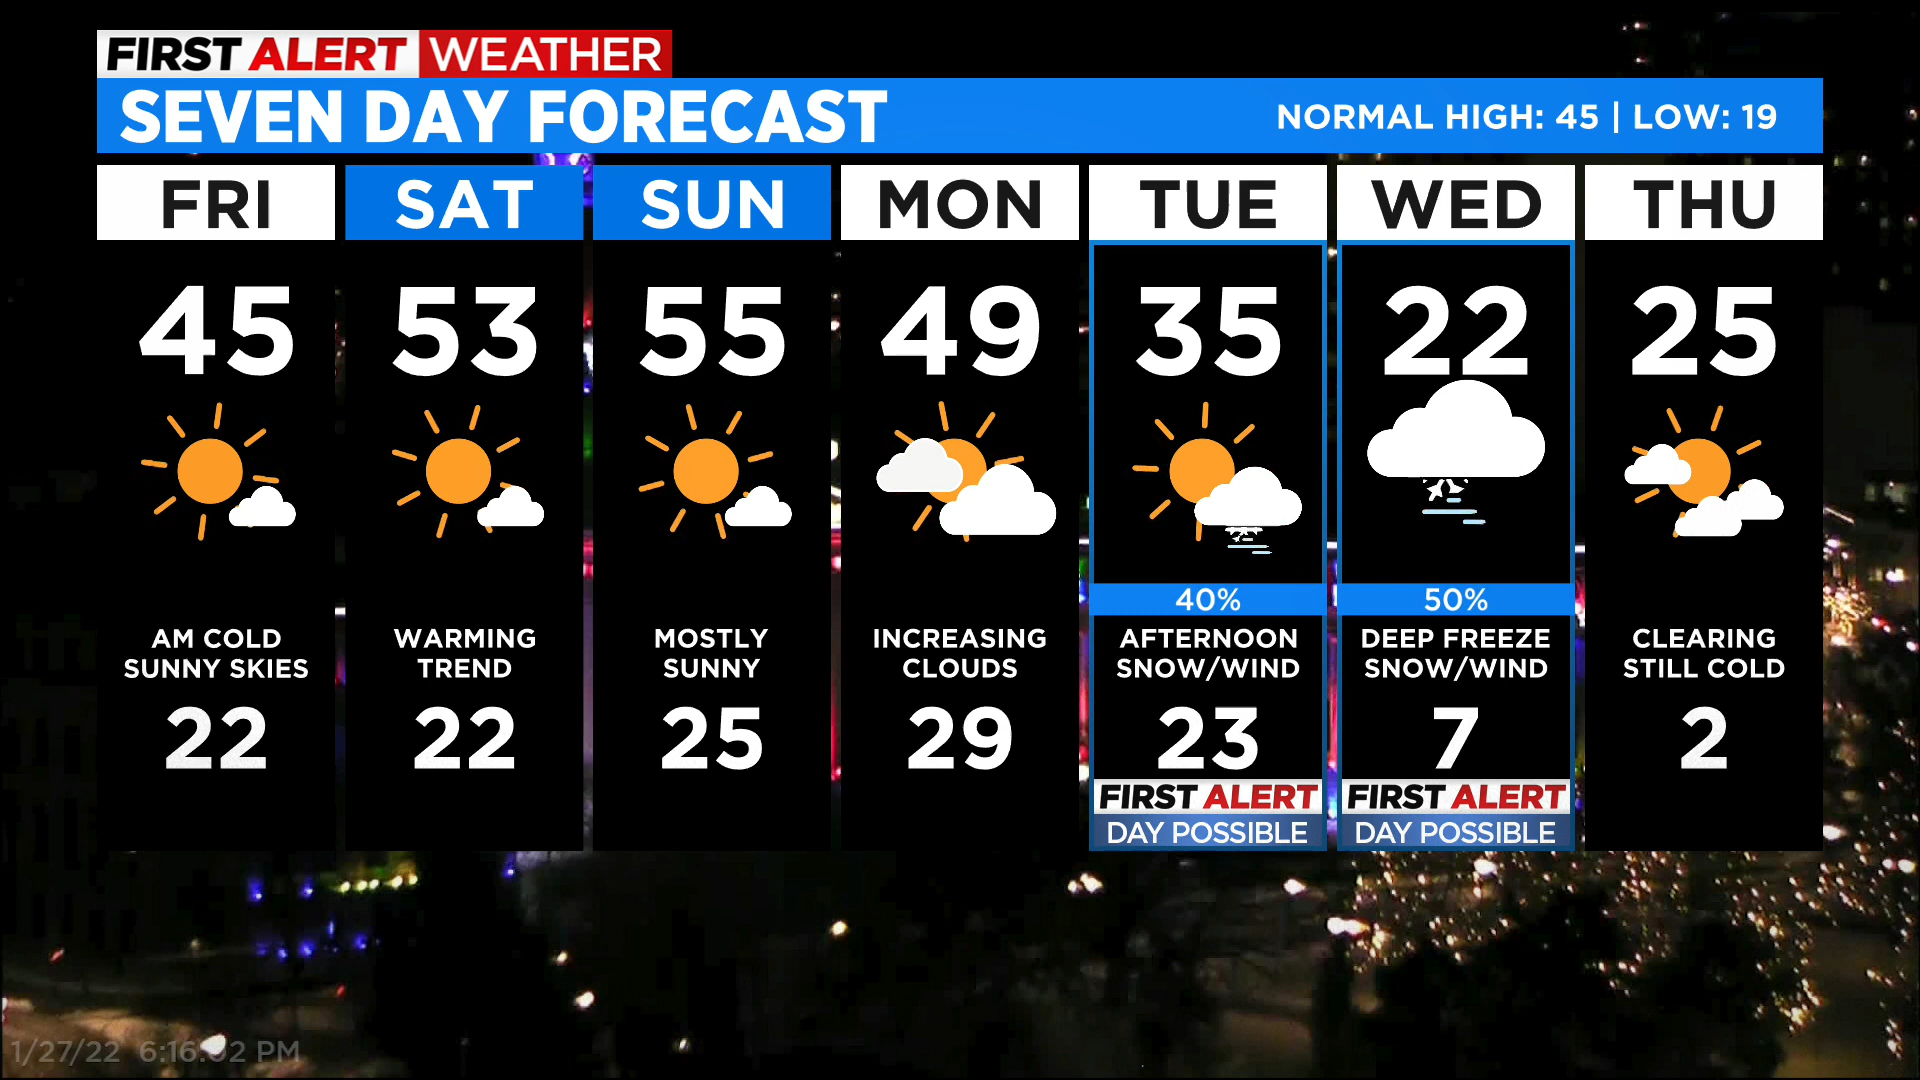 FIRST ALERT WEATHER
SEVEN DAY FORECAST
NORMAL HIGH: 45 | LOW: 19
FRI
45
AM COLD
SUNNY SKIES
22
SAT
53
WARMING
TREND
22
SUN
55
MOSTLY
SUNNY
25
MON
49
INCREASING
CLOUDS
29
TUE
35
40%
AFTERNOON
SNOW/WIND
23
FIRST ALERT
DAY POSSIBLE
WED
22
50%
DEEP FREEZE
SNOW/WIND
7
FIRST ALERT
DAY POSSIBLE
THU
25
CLEARING
STILL COLD
2
1/27/22 6:16:02 PM